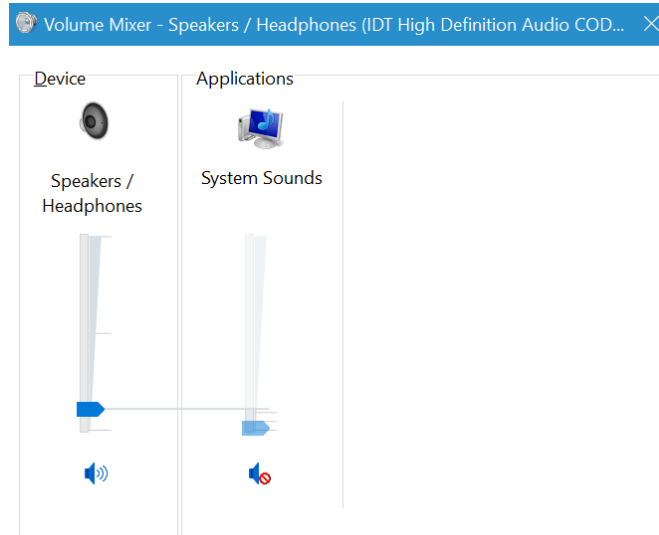 Volume Mixer - Speakers / Headphones (IDT High Definition Audio COD...
Device
Applications
Speakers /
Headphones
System Sounds